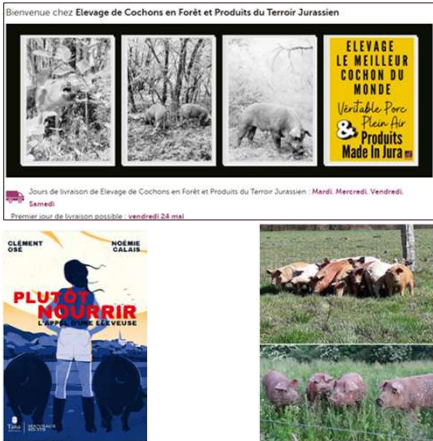 Bienvenue chez Elevage de Cochons en Forêt et Produits du Terroir Jurassien
ELEVAGE
LE MEILLEUR
COCHON DU
MONDE
Véritable Porc
Plein Air
& Produits
Made In Jura
Jours de livraison de Elevage de Cochons en Forêt et Produits du Terroir Jurassien : Mardi, Mercredi, Vendredi,
Samedi
Premier jour de livraison possible : vendredi 24 mai
CLÉMENT OSÉ
NOÉMIE CALAIS
PLUTÔT
NOURRIR
L'APPEL D'UNE ÉLEVEUSE
Tana